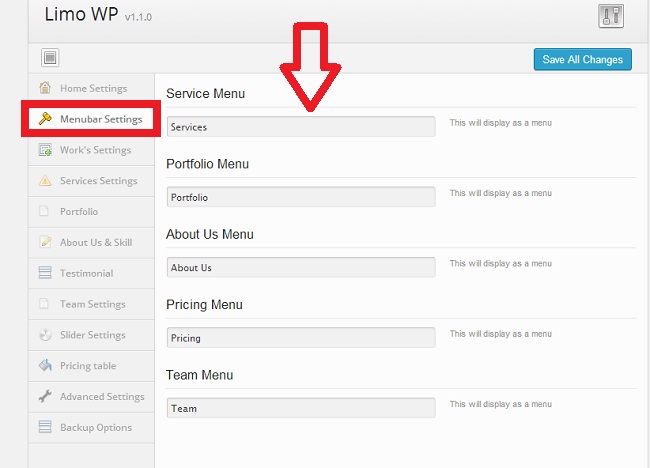 Limo WP v1.1.0
Save All Changes
Home Settings
Menubar Settings
Work's Settings
Services Settings
Portfolio
About Us & Skill
Testimonial
Team Settings
Slider Settings
Pricing table
Advanced Settings
Backup Options
Service Menu
Services
This will display as a menu
Portfolio Menu
Portfolio
This will display as a menu
About Us Menu
About Us
This will display as a menu
Pricing Menu
Pricing
This will display as a menu
Team Menu
Team
This will display as a menu